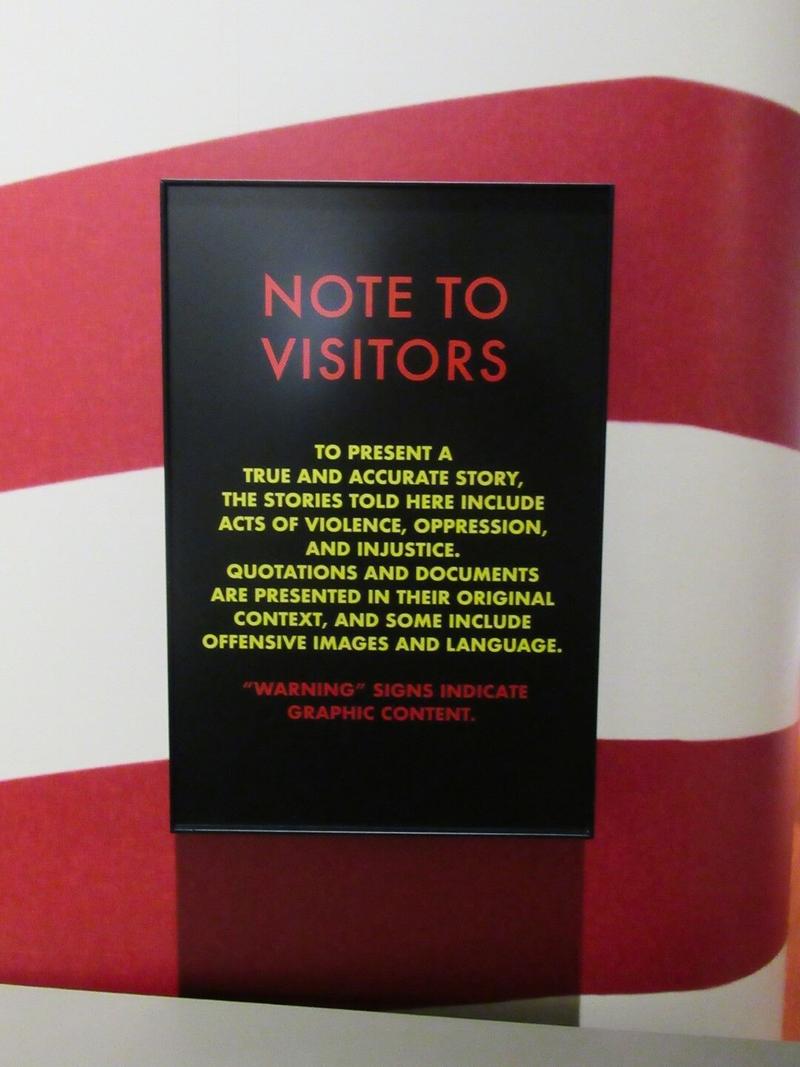 NOTE TO
VISITORS
TO PRESENT A
TRUE AND ACCURATE STORY,
THE STORIES TOLD HERE INCLUDE
ACTS OF VIOLENCE, OPPRESSION,
AND INJUSTICE.
QUOTATIONS AND DOCUMENTS
ARE PRESENTED IN THEIR ORIGINAL
CONTEXT, AND SOME INCLUDE
OFFENSIVE IMAGES AND LANGUAGE.
“WARNING” SIGNS INDICATE
GRAPHIC CONTENT.